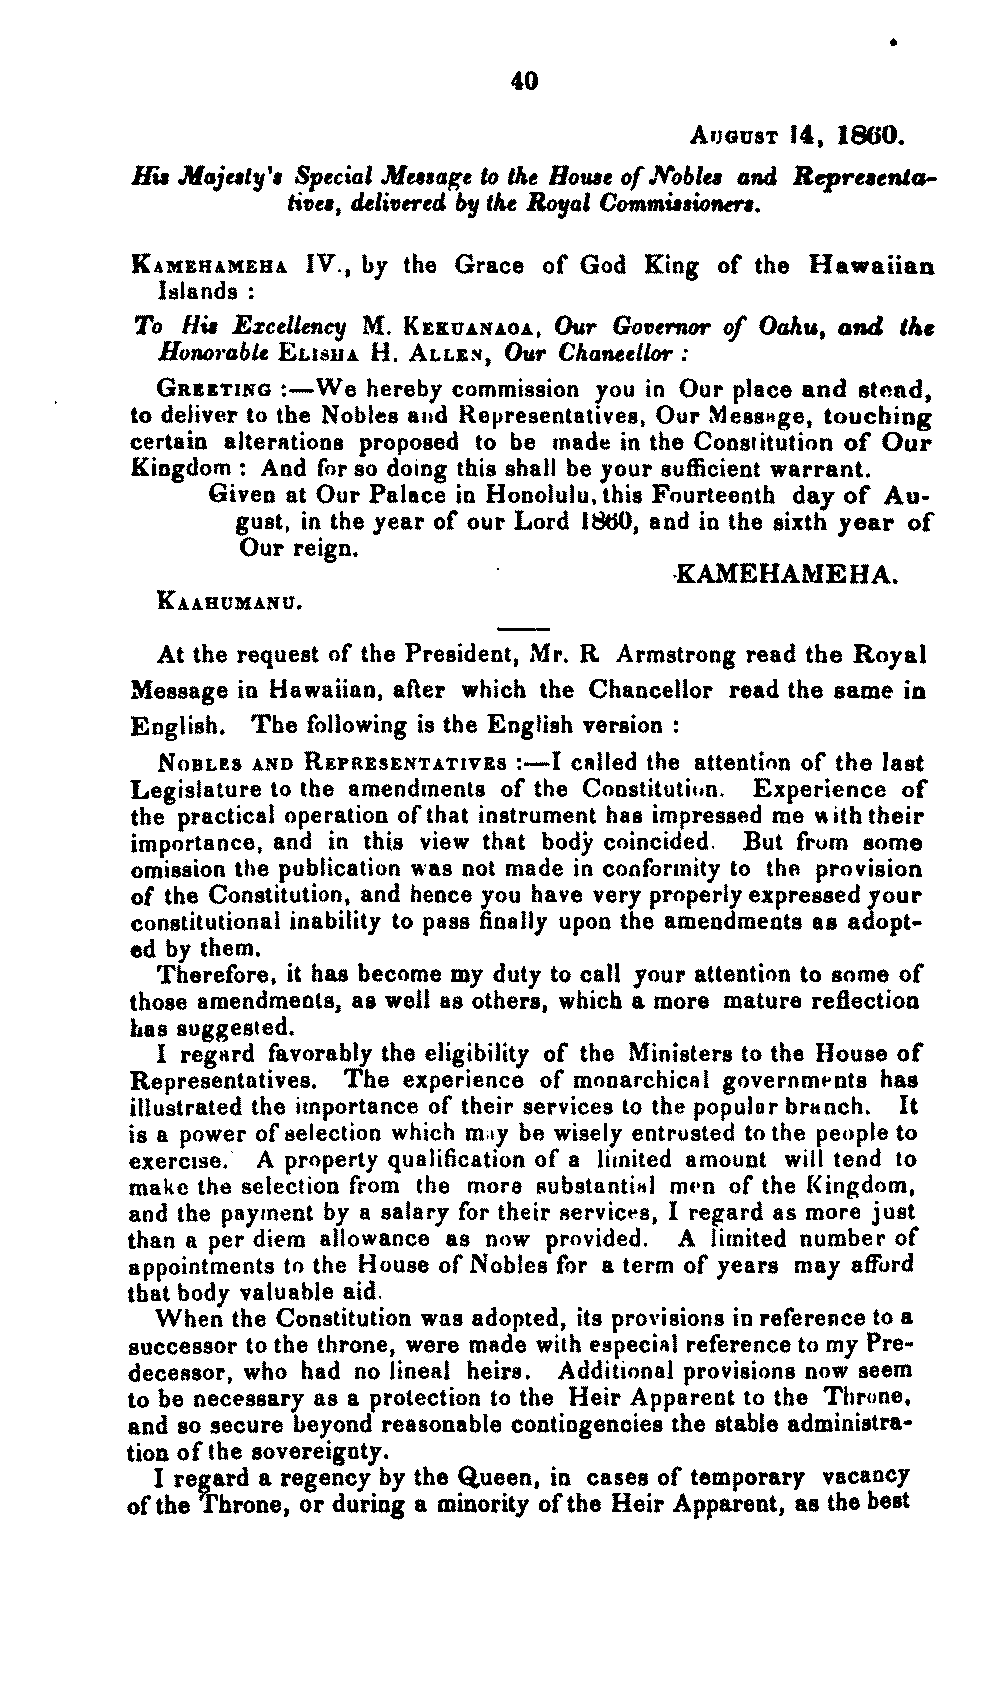 40
AUGUST 14, 1860.
His Majesty's Special Message to the House of Nobles and Representa-
tives, delivered by the Royal Commissioners.
KAMEHAMEHA IV., by the Grace of God King of the Hawaiian
Islands :
To His Excellency M. KEKUANAOA, Our Governor of Oahu, and the
Honorable ELISHA H. ALLEN, Our Chancellor :
GREETING :—We hereby commission you in Our place and stead,
to deliver to the Nobles and Representatives, Our Message, touching
certain alterations proposed to be made in the Constitution of Our
Kingdom : And for so doing this shall be your sufficient warrant.
Given at Our Palace in Honolulu, this Fourteenth day of Au-
gust, in the year of our Lord 1860, and in the sixth year of
Our reign.
KAMEHAMEHA.
KAAHUMANU.
At the request of the President, Mr. R Armstrong read the Royal
Message in Hawaiian, after which the Chancellor read the same in
English. The following is the English version :
NOBLES AND REPRESENTATIVES :—I called the attention of the last
Legislature to the amendments of the Constitution. Experience of
the practical operation of that instrument has impressed me with their
importance, and in this view that body coincided. But from some
omission the publication was not made in conformity to the provision
of the Constitution, and hence you have very properly expressed your
constitutional inability to pass finally upon the amendments as adopt-
ed by them.
Therefore, it has become my duty to call your attention to some of
those amendments, as well as others, which a more mature reflection
has suggested.
I regard favorably the eligibility of the Ministers to the House of
Representatives. The experience of monarchical governments has
illustrated the importance of their services to the popular branch. It
is a power of selection which may be wisely entrusted to the people to
exercise. A property qualification of a limited amount will tend to
make the selection from the more substantial men of the Kingdom,
and the payment by a salary for their services, I regard as more just
than a per diem allowance as now provided. A limited number of
appointments to the House of Nobles for a term of years may afford
that body valuable aid.
When the Constitution was adopted, its provisions in reference to a
successor to the throne, were made with especial reference to my Pre-
decessor, who had no lineal heirs. Additional provisions now seem
to be necessary as a protection to the Heir Apparent to the Throne,
and so secure beyond reasonable contingencies the stable administra-
tion of the sovereignty.
I regard a regency by the Queen, in cases of temporary vacancy
of the Throne, or during a minority of the Heir Apparent, as the best